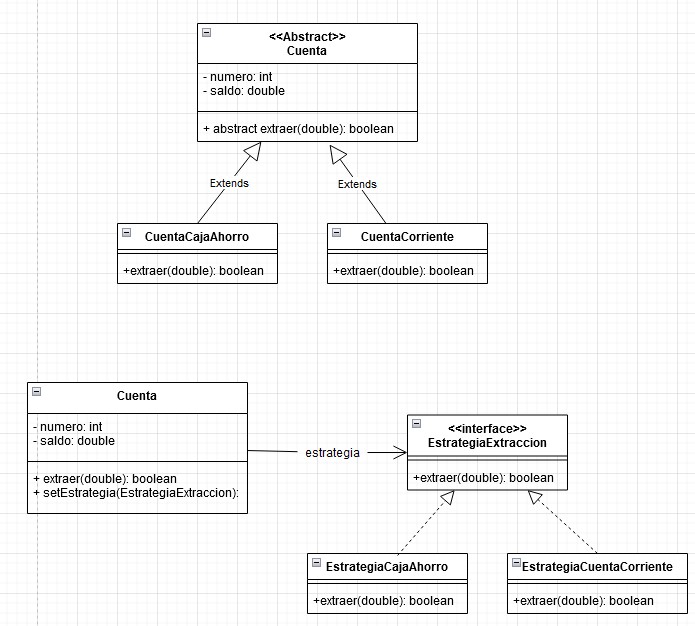 <<Abstract>>
Cuenta
- numero: int
- saldo: double
+ abstract extraer(double): boolean
Extends
Extends
CuentaCajaAhorro
+extraer(double): boolean
CuentaCorriente
+extraer(double): boolean
Cuenta
- numero: int
- saldo: double
+ extraer(double): boolean
+ setEstrategia(EstrategiaExtraccion):
estrategia
<<interface>>
EstrategiaExtraccion
+extraer(double): boolean
EstrategiaCajaAhorro
+extraer(double): boolean
EstrategiaCuentaCorriente
+extraer(double): boolean